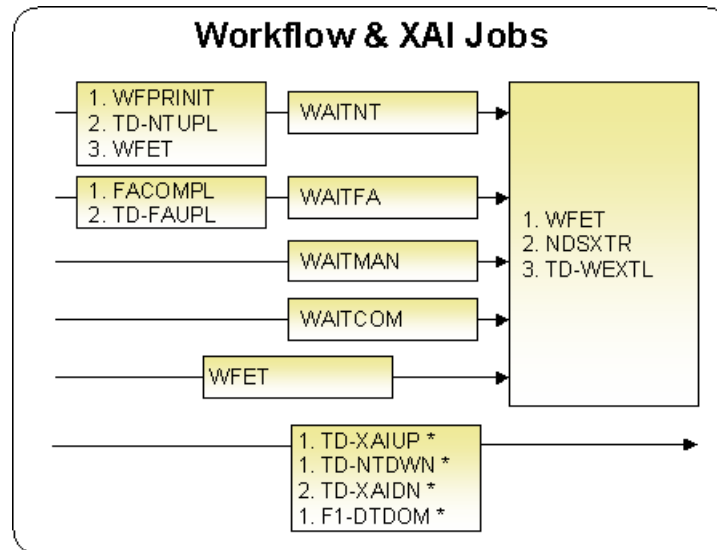 Workflow & XAI Jobs
1. WFPRINIT
2. TD-NTUPL
3. WFET
WAITNT
1. FACOMPL
2. TD-FAUPL
WAITFA
WAITMAN
WAITCOM
WFET
1. WFET
2. NDSXTR
3. TD-WEXTL
1. TD-XAIUP *
1. TD-NTDWN *
2. TD-XAIDN *
1. F1-DTDOM *